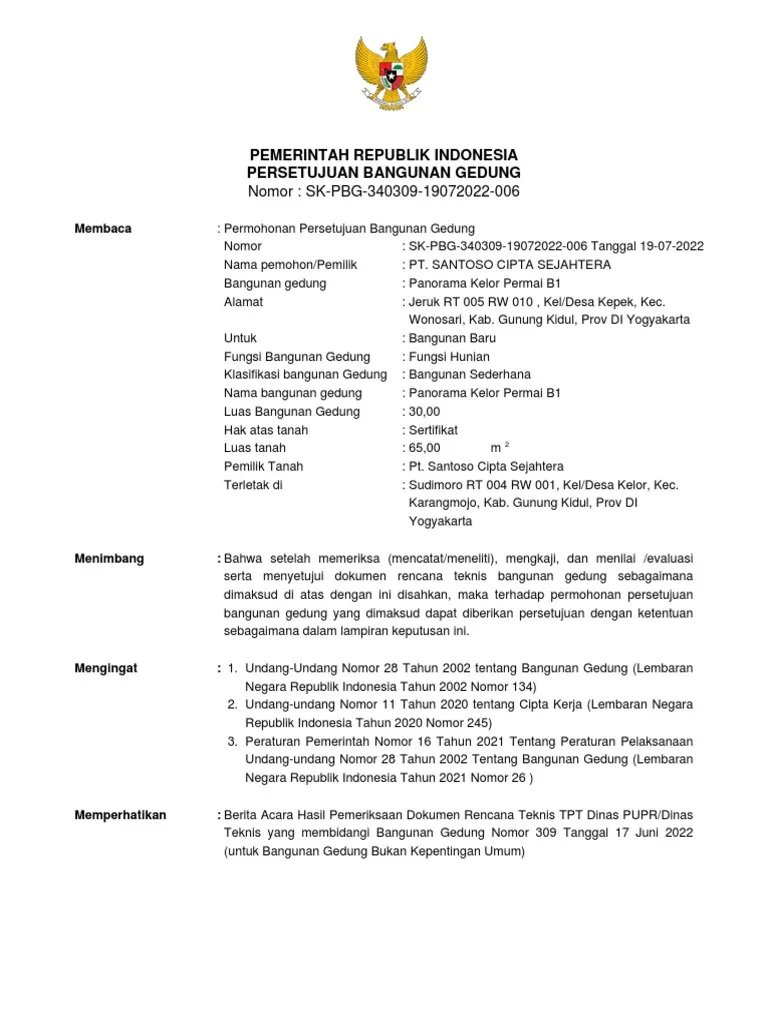 PEMERINTAH REPUBLIK INDONESIA
PERSETUJUAN BANGUNAN GEDUNG
Nomor : SK-PBG-340309-19072022-006
Membaca : Permohonan Persetujuan Bangunan Gedung
Nomor : SK-PBG-340309-19072022-006 Tanggal 19-07-2022
Nama pemohon/Pemilik : PT. SANTOSO CIPTA SEJAHTERA
Bangunan gedung : Panorama Kelor Permai B1
Alamat : Jeruk RT 005 RW 010 , Kel/Desa Kepek, Kec.
Wonosari, Kab. Gunung Kidul, Prov DI Yogyakarta
Untuk : Bangunan Baru
Fungsi Bangunan Gedung : Fungsi Hunian
Klasifikasi bangunan Gedung : Bangunan Sederhana
Nama bangunan gedung : Panorama Kelor Permai B1
Luas Bangunan Gedung : 30,00
Hak atas tanah : Sertifikat
Luas tanah : 65,00 m 2
Pemilik Tanah : Pt. Santoso Cipta Sejahtera
Terletak di : Sudimoro RT 004 RW 001, Kel/Desa Kelor, Kec.
Karangmojo, Kab. Gunung Kidul, Prov DI
Yogyakarta
Menimbang : Bahwa setelah memeriksa (mencatat/meneliti), mengkaji, dan menilai /evaluasi
serta menyetujui dokumen rencana teknis bangunan gedung sebagaimana
dimaksud di atas dengan ini disahkan, maka terhadap permohonan persetujuan
bangunan gedung yang dimaksud dapat diberikan persetujuan dengan ketentuan
sebagaimana dalam lampiran keputusan ini.
Mengingat : 1. Undang-Undang Nomor 28 Tahun 2002 tentang Bangunan Gedung (Lembaran
Negara Republik Indonesia Tahun 2002 Nomor 134)
2. Undang-undang Nomor 11 Tahun 2020 tentang Cipta Kerja (Lembaran Negara
Republik Indonesia Tahun 2020 Nomor 245)
3. Peraturan Pemerintah Nomor 16 Tahun 2021 Tentang Peraturan Pelaksanaan
Undang-undang Nomor 28 Tahun 2002 Tentang Bangunan Gedung (Lembaran
Negara Republik Indonesia Tahun 2021 Nomor 26 )
Memperhatikan : Berita Acara Hasil Pemeriksaan Dokumen Rencana Teknis TPT Dinas PUPR/Dinas
Teknis yang membidangi Bangunan Gedung Nomor 309 Tanggal 17 Juni 2022
(untuk Bangunan Gedung Bukan Kepentingan Umum)